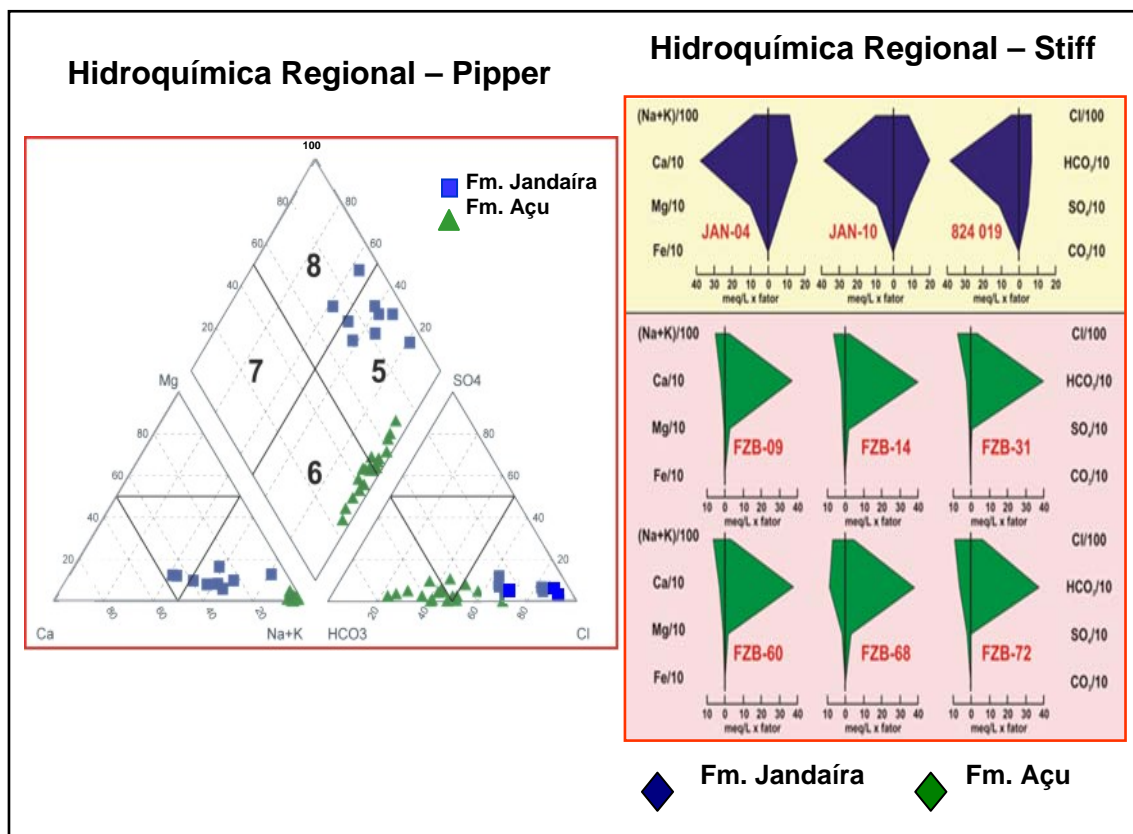 Hidroquímica Regional – Pipper
Hidroquímica Regional – Stiff
100
Fm. Jandaíra
Fm. Açu
80
80
60
60
8
40
40
20
20
7
5
6
Mg
SO4
80
80
60
60
40
40
20
20
80
60
40
20
20
40
60
80
Ca
Na+K
HCO3
Cl
(Na+K)/100
Cl/100
Ca/10
HCO₃/10
Mg/10
SO₄/10
JAN-04
JAN-10
824 019
Fe/10
CO₃/10
40 30 20 10 0 10 20
40 30 20 10 0 10 20
40 30 20 10 0 10 20
meq/L x fator
meq/L x fator
meq/L x fator
(Na+K)/100
Cl/100
Ca/10
HCO₃/10
Mg/10
SO₄/10
FZB-09
FZB-14
FZB-31
Fe/10
CO₃/10
10 0 10 20 30 40
10 0 10 20 30 40
10 0 10 20 30 40
meq/L x fator
meq/L x fator
meq/L x fator
(Na+K)/100
Cl/100
Ca/10
HCO₃/10
Mg/10
SO₄/10
FZB-60
FZB-68
FZB-72
Fe/10
CO₃/10
10 0 10 20 30 40
10 0 10 20 30 40
10 0 10 20 30 40
meq/L x fator
meq/L x fator
meq/L x fator
Fm. Jandaíra
Fm. Açu